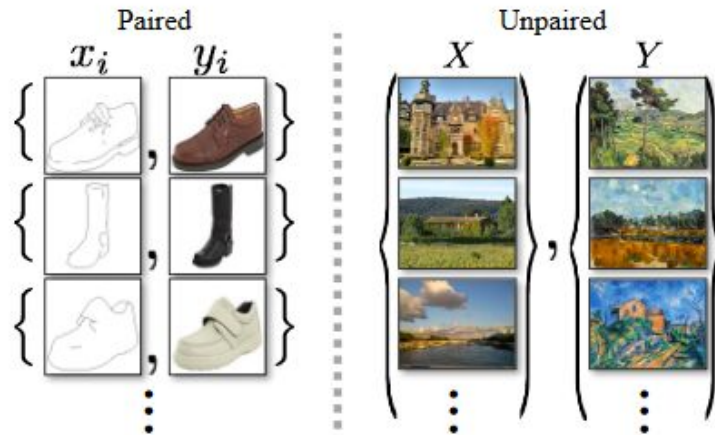 Paired
Unpaired
x_i
y_i
X
Y
{ , }
{ , }
{ , }
{ , }
⋮
⋮
⋮